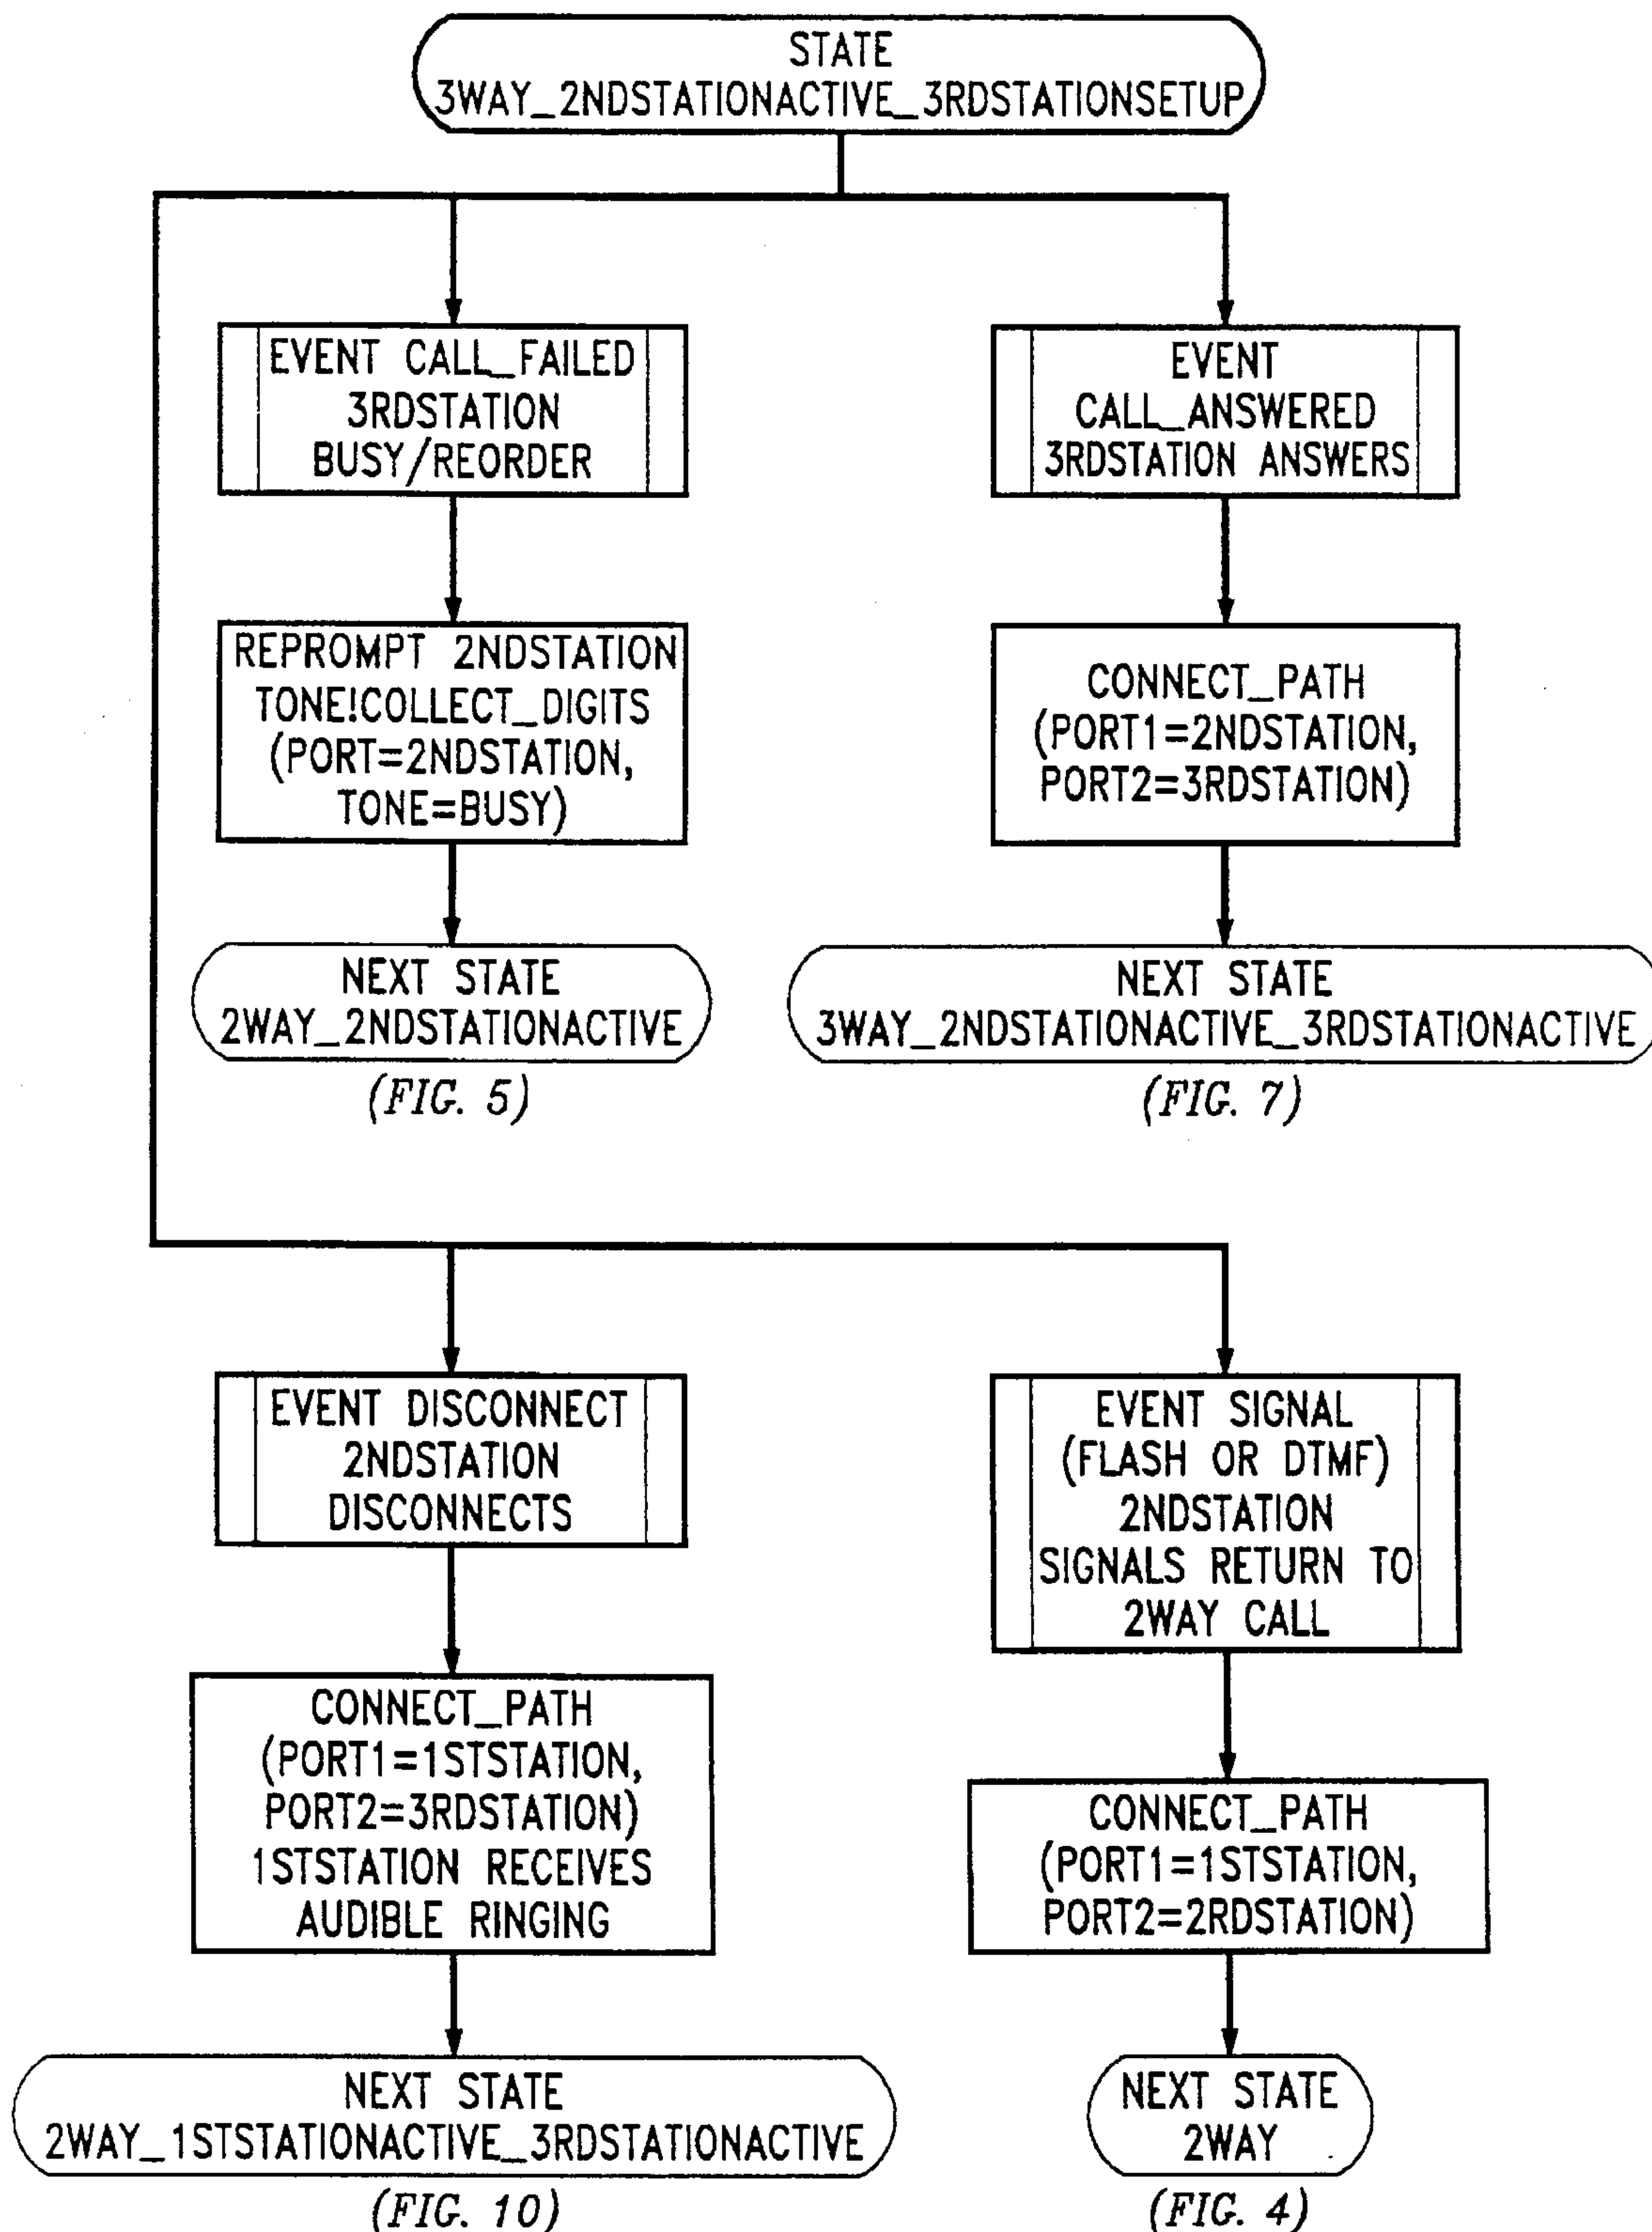 STATE
3WAY_2NDSTATIONACTIVE_3RDSTATIONSETUP
EVENT CALL_FAILED
3RDSTATION
BUSY/REORDER
EVENT
CALL_ANSWERED
3RDSTATION ANSWERS
REPROMPT 2NDSTATION
TONE!COLLECT_DIGITS
(PORT=2NDSTATION,
TONE=BUSY)
CONNECT_PATH
(PORT1=2NDSTATION,
PORT2=3RDSTATION)
NEXT STATE
2WAY_2NDSTATIONACTIVE
(FIG. 5)
NEXT STATE
3WAY_2NDSTATIONACTIVE_3RDSTATIONACTIVE
(FIG. 7)
EVENT DISCONNECT
2NDSTATION
DISCONNECTS
EVENT SIGNAL
(FLASH OR DTMF)
2NDSTATION
SIGNALS RETURN TO
2WAY CALL
CONNECT_PATH
(PORT1=1STSTATION,
PORT2=3RDSTATION)
1STSTATION RECEIVES
AUDIBLE RINGING
CONNECT_PATH
(PORT1=1STSTATION,
PORT2=2RDSTATION)
NEXT STATE
2WAY_1STSTATIONACTIVE_3RDSTATIONACTIVE
(FIG. 10)
NEXT STATE
2WAY
(FIG. 4)